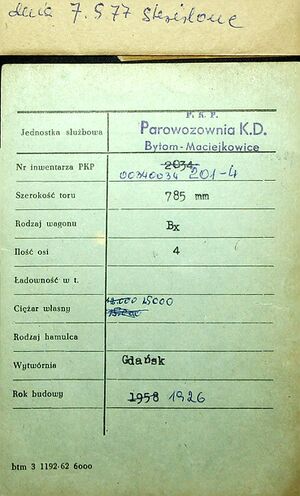 dnia 7.9 77 Skreślone
P. K. P.
Jednostka służbowa Parowozownia K.D.
Bytom-Maciejkowice
Nr inwentarza PKP 2034
00340034 201-4
Szerokość toru 785 mm
Rodzaj wagonu Bx
Ilość osi 4
Ładowność w t.
Ciężar własny 15000
Rodzaj hamulca
Wytwórnia Gdańsk
Rok budowy 1958 1926
btm 3 1192-62 6000